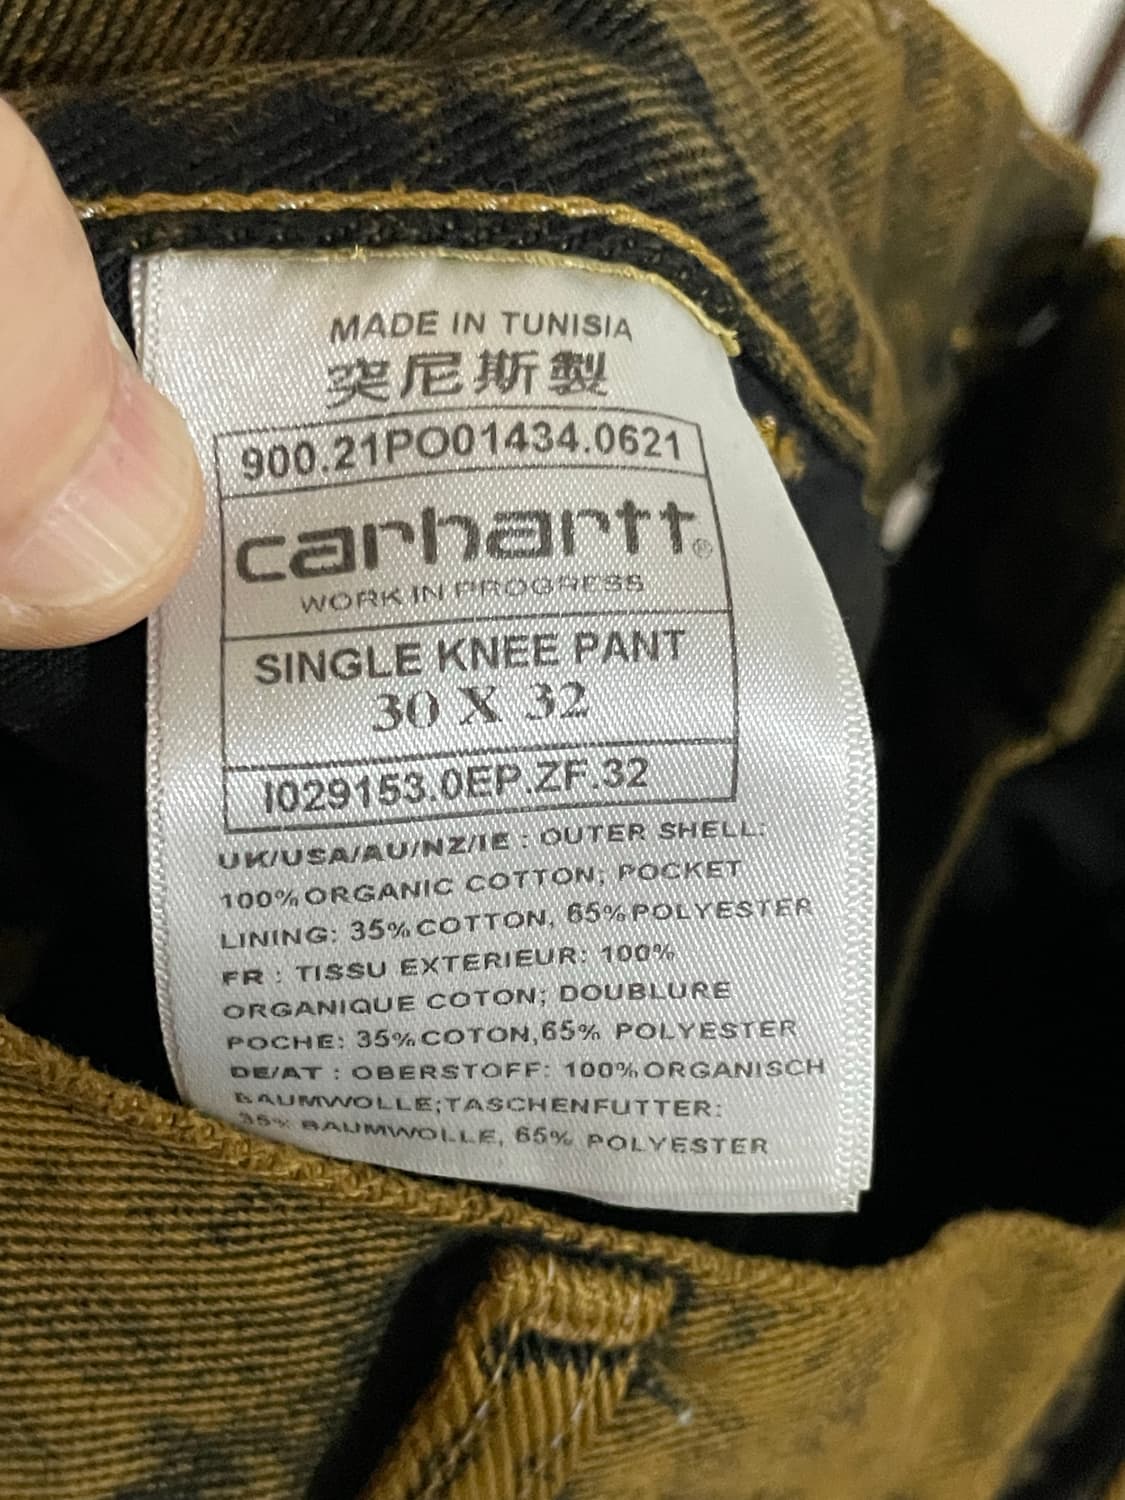 MADE IN TUNISIA
突尼斯製
900.21PO01434.0621
carhartt®
WORK IN PROGRESS
SINGLE KNEE PANT
30 X 32
I029153.0EP.ZF.32
UK/USA/AU/NZ/IE : OUTER SHELL:
100% ORGANIC COTTON; POCKET
LINING: 35% COTTON, 65% POLYESTER
FR : TISSU EXTERIEUR: 100%
ORGANIQUE COTON; DOUBLURE
POCHE: 35% COTON,65% POLYESTER
DE/AT : OBERSTOFF: 100% ORGANISCH
BAUMWOLLE;TASCHENFUTTER:
35% BAUMWOLLE, 65% POLYESTER